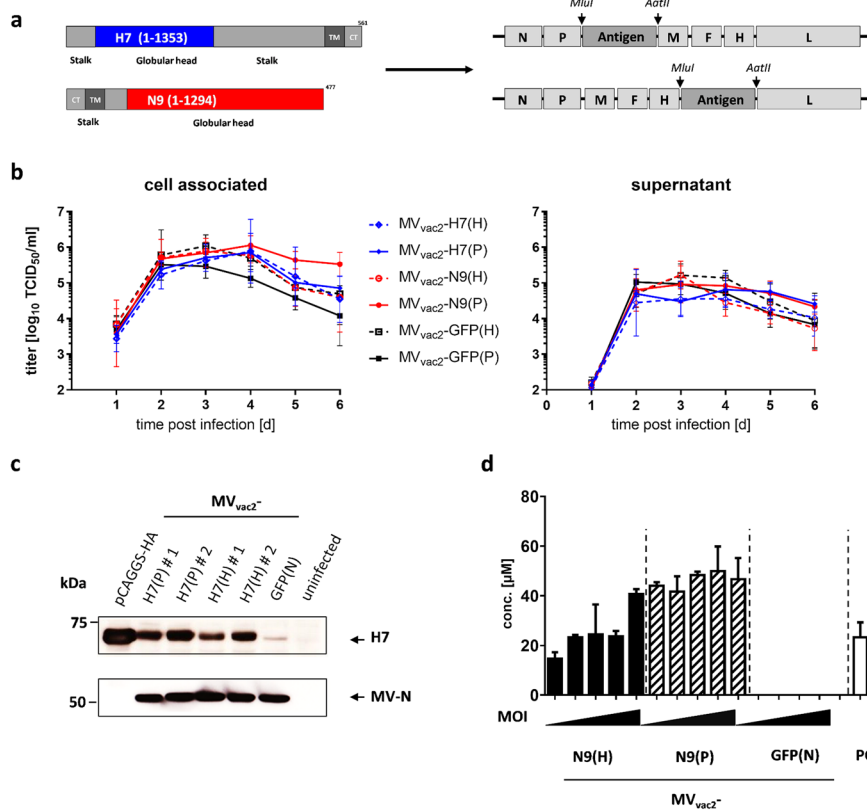 a
H7 (1-1353)
561
TM
CT
Stalk
Globular head
Stalk
CT
TM
N9 (1-1294)
477
Stalk
Globular head
MluI
AatII
N
P
Antigen
M
F
H
L
MluI
AatII
N
P
M
F
H
Antigen
L
b
cell associated
supernatant
titer [log10 TCID50/ml]
7
6
5
4
3
2
1 2 3 4 5 6
time post infection [d]
MVvac2-H7(H)
MVvac2-H7(P)
MVvac2-N9(H)
MVvac2-N9(P)
MVvac2-GFP(H)
MVvac2-GFP(P)
7
6
5
4
3
2
0 1 2 3 4 5 6
time post infection [d]
c
MVvac2-
pCAGGS-HA
H7(P) # 1
H7(P) # 2
H7(H) # 1
H7(H) # 2
GFP(N)
uninfected
kDa
75
H7
50
MV-N
d
conc. [µM]
80
60
40
20
0
MOI
N9(H)
N9(P)
GFP(N)
MVvac2-